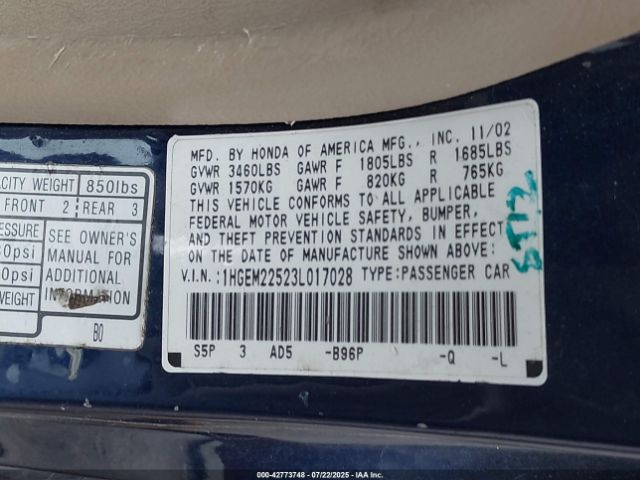 MFD. BY HONDA OF AMERICA MFG., INC. 11/02
GVWR 3460LBS GAWR F 1805LBS R 1685LBS
GVWR 1570KG GAWR F 820KG R 765KG
THIS VEHICLE CONFORMS TO ALL APPLICABLE
FEDERAL MOTOR VEHICLE SAFETY, BUMPER,
AND THEFT PREVENTION STANDARDS IN EFFECT
ON THE DATE OF MANUFACTURE SHOWN ABOVE.
V.I.N.:1HGEM22523L017028 TYPE:PASSENGER CAR
S5P 3 AD5 -B96P -Q -L
ACITY WEIGHT 850lbs
FRONT 2 REAR 3
PRESSURE
0psi
0psi
WEIGHT
SEE OWNER'S
MANUAL FOR
ADDITIONAL
INFORMATION
BO
000-42773748 - 07/22/2025 - IAA Inc.